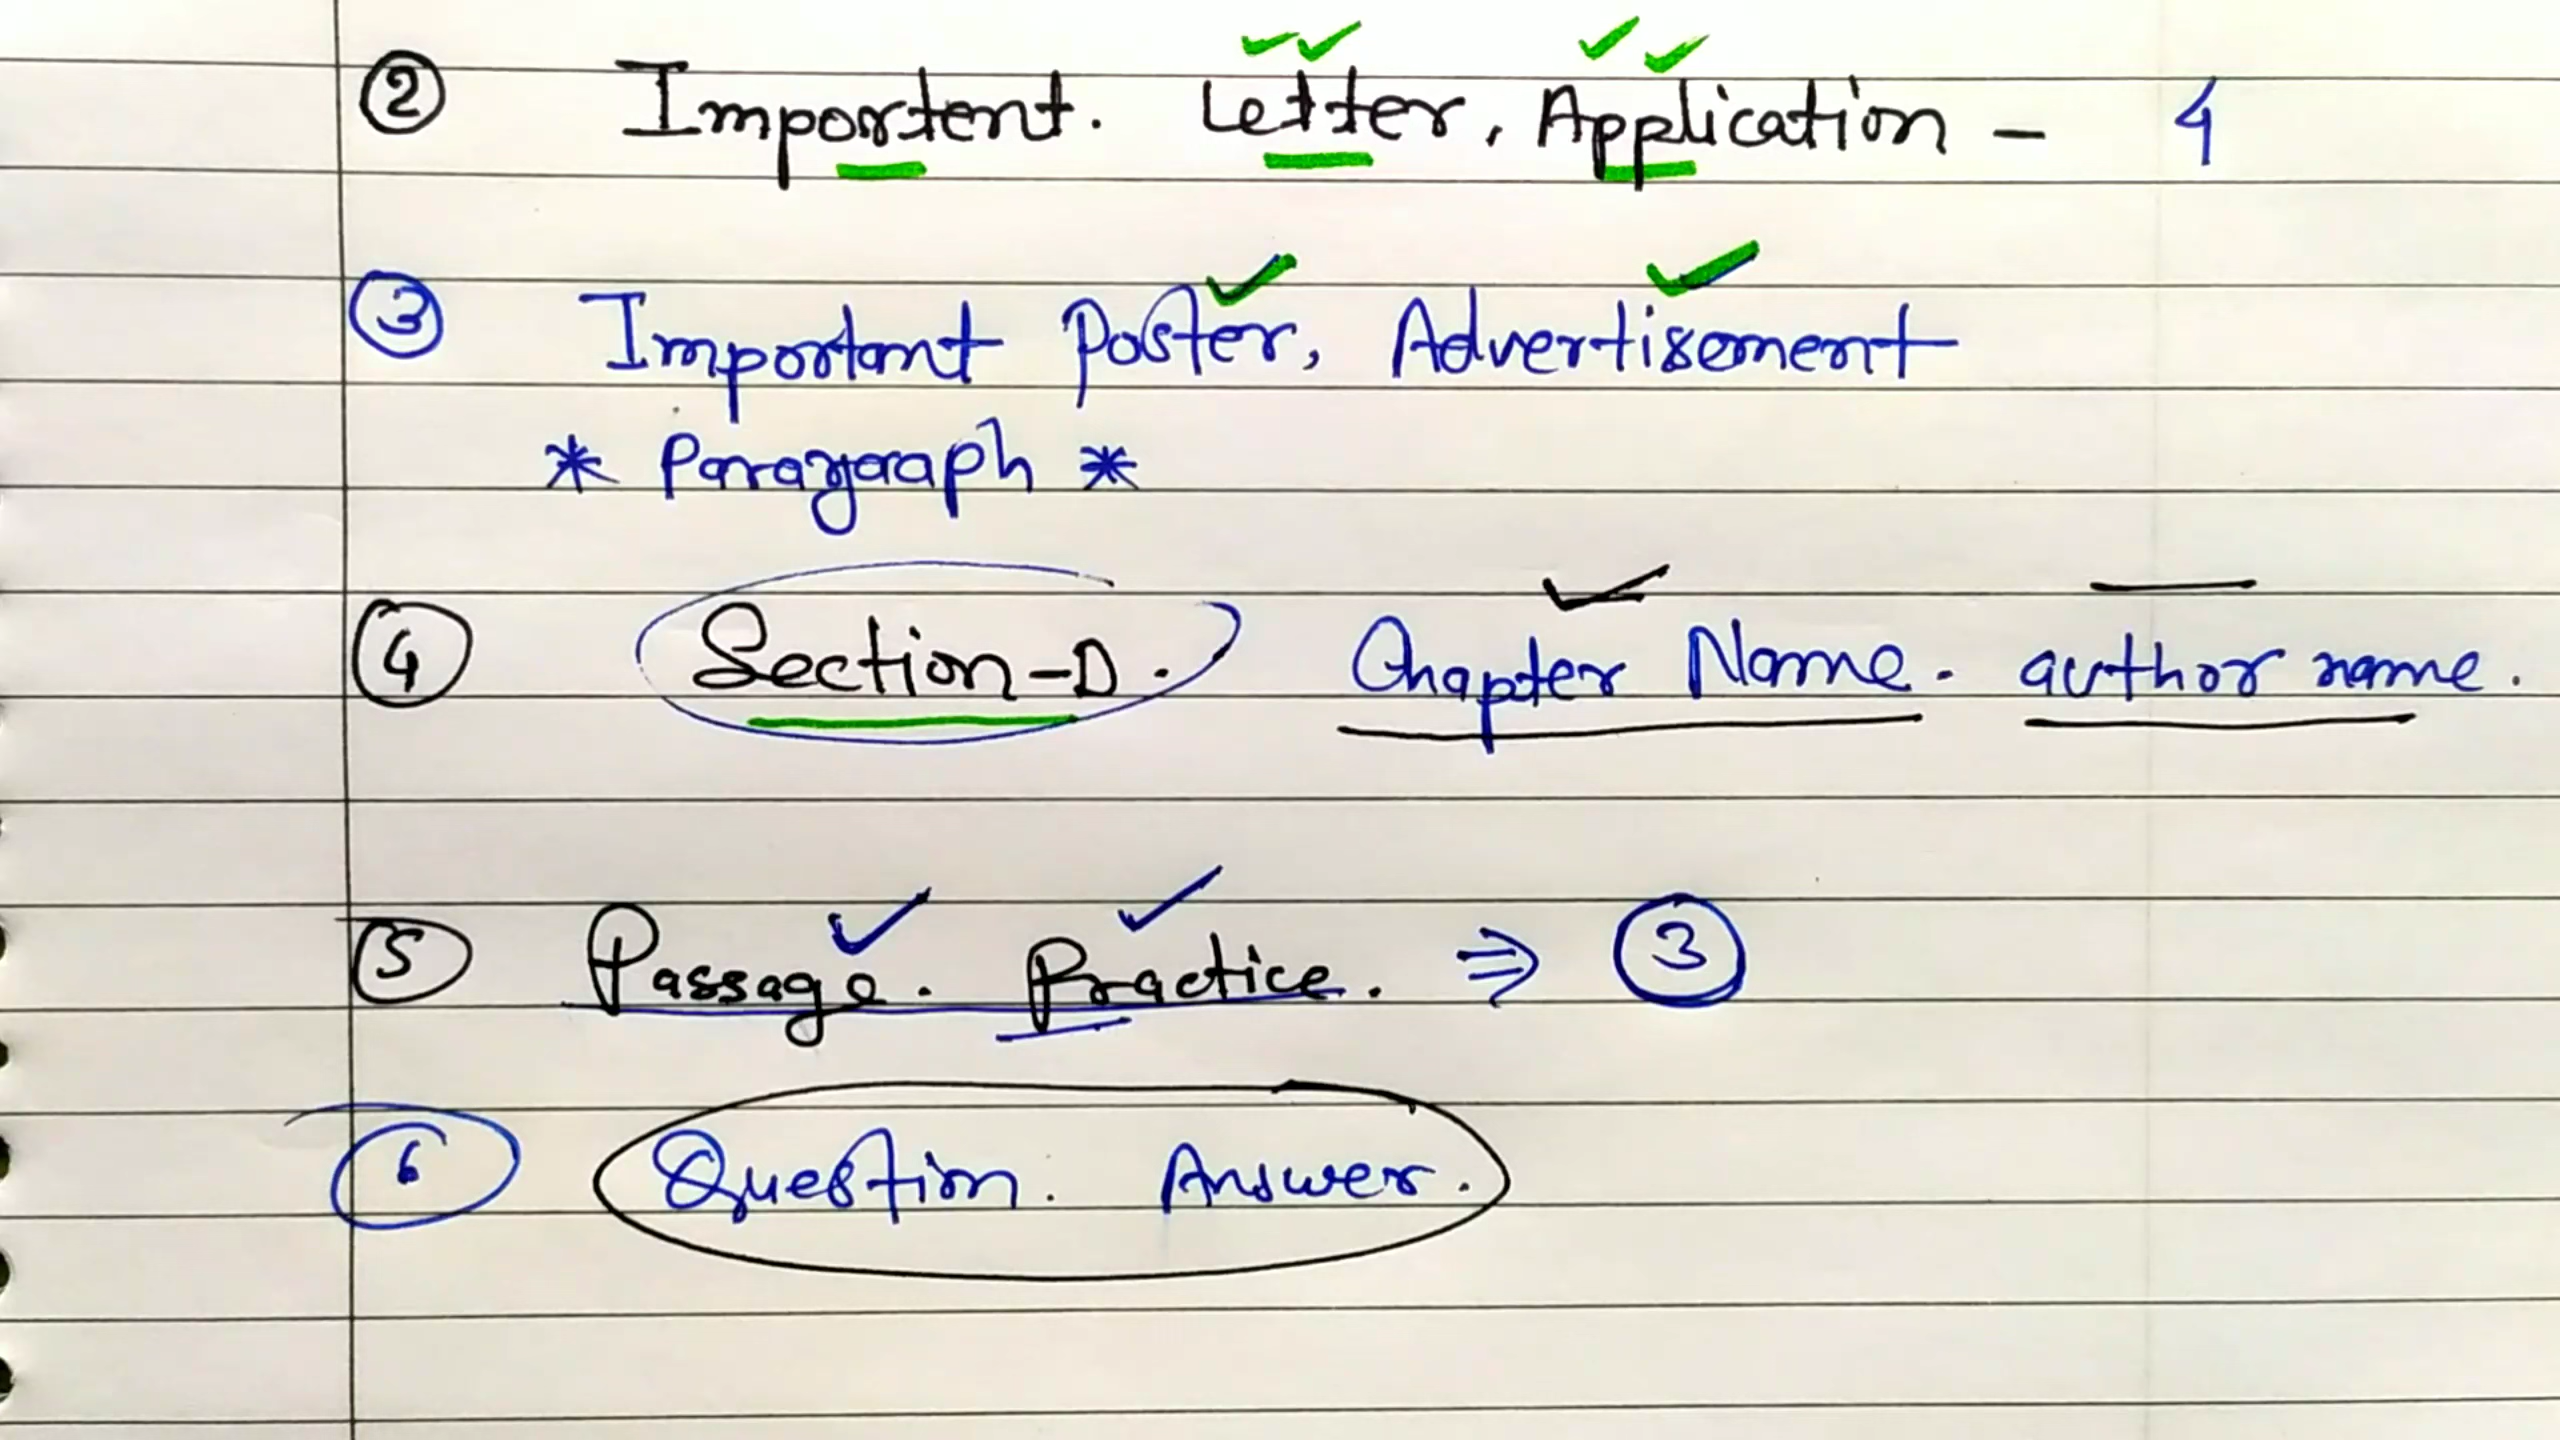 ② Importent. Letter, Application - 4
③ Important Poster, Advertisement
* Paragraph *
④ Section-D. Chapter Name. author name.
⑤ Passage. Practice. ⇒ ③
⑥ Question. Answer.